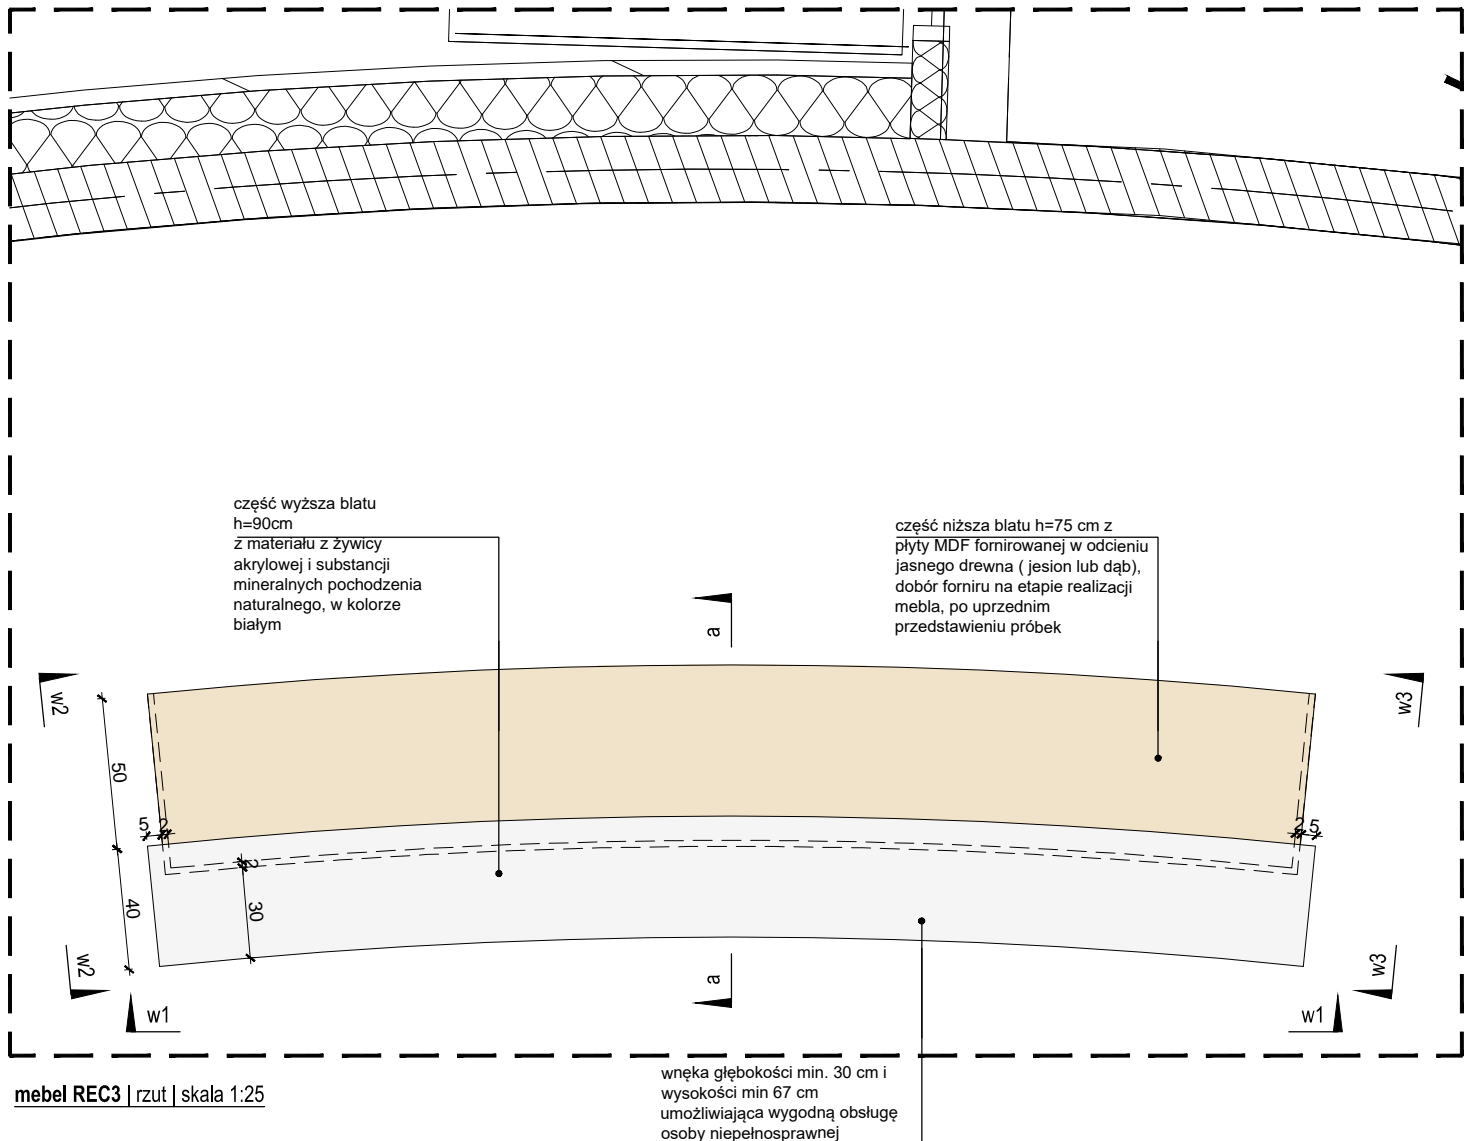 część wyższa blatu
h=90cm
z materiału z żywicy
akrylowej i substancji
mineralnych pochodzenia
naturalnego, w kolorze
białym
część niższa blatu h=75 cm z
płyty MDF fornirowanej w odcieniu
jasnego drewna ( jesion lub dąb),
dobór forniru na etapie realizacji
mebla, po uprzednim
przedstawieniu próbek
a
w2
w3
50
5 2
2 5
2
40
30
w2
a
w3
w1
w1
wnęka głębokości min. 30 cm i
wysokości min 67 cm
umożliwiająca wygodną obsługę
osoby niepełnosprawnej
mebel REC3 | rzut | skala 1:25